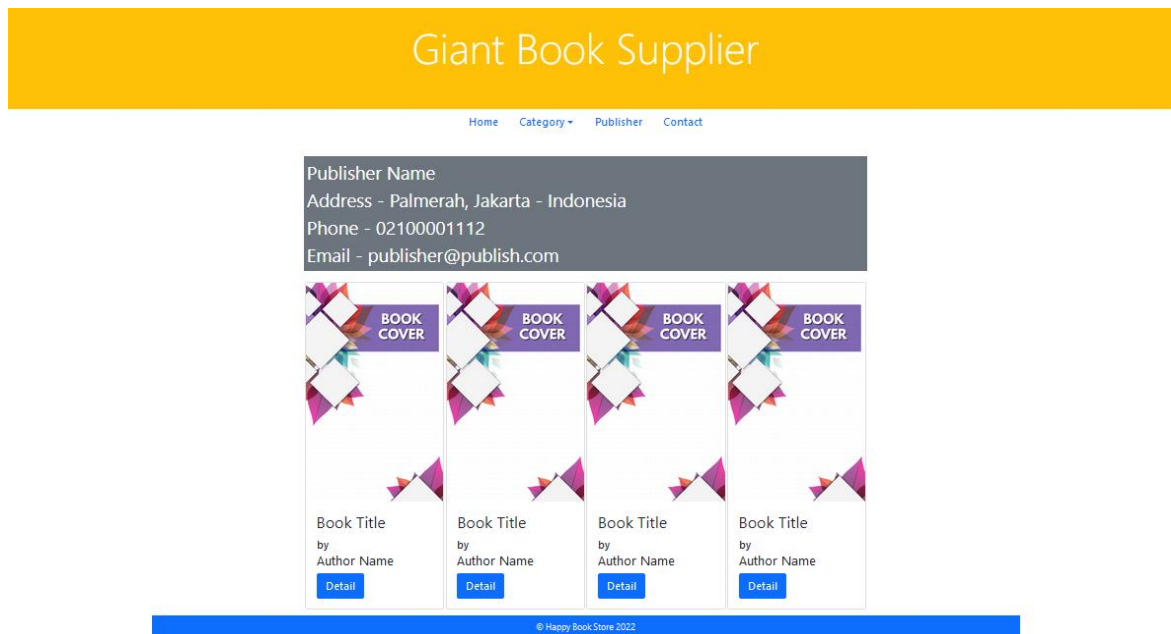 Giant Book Supplier
Home Category Publisher Contact
Publisher Name
Address - Palmerah, Jakarta - Indonesia
Phone - 02100001112
Email - publisher@publish.com
BOOK COVER BOOK COVER BOOK COVER BOOK COVER
Book Title Book Title Book Title Book Title
by by by by
Author Name Author Name Author Name Author Name
Detail Detail Detail Detail
© Happy Book Store 2022